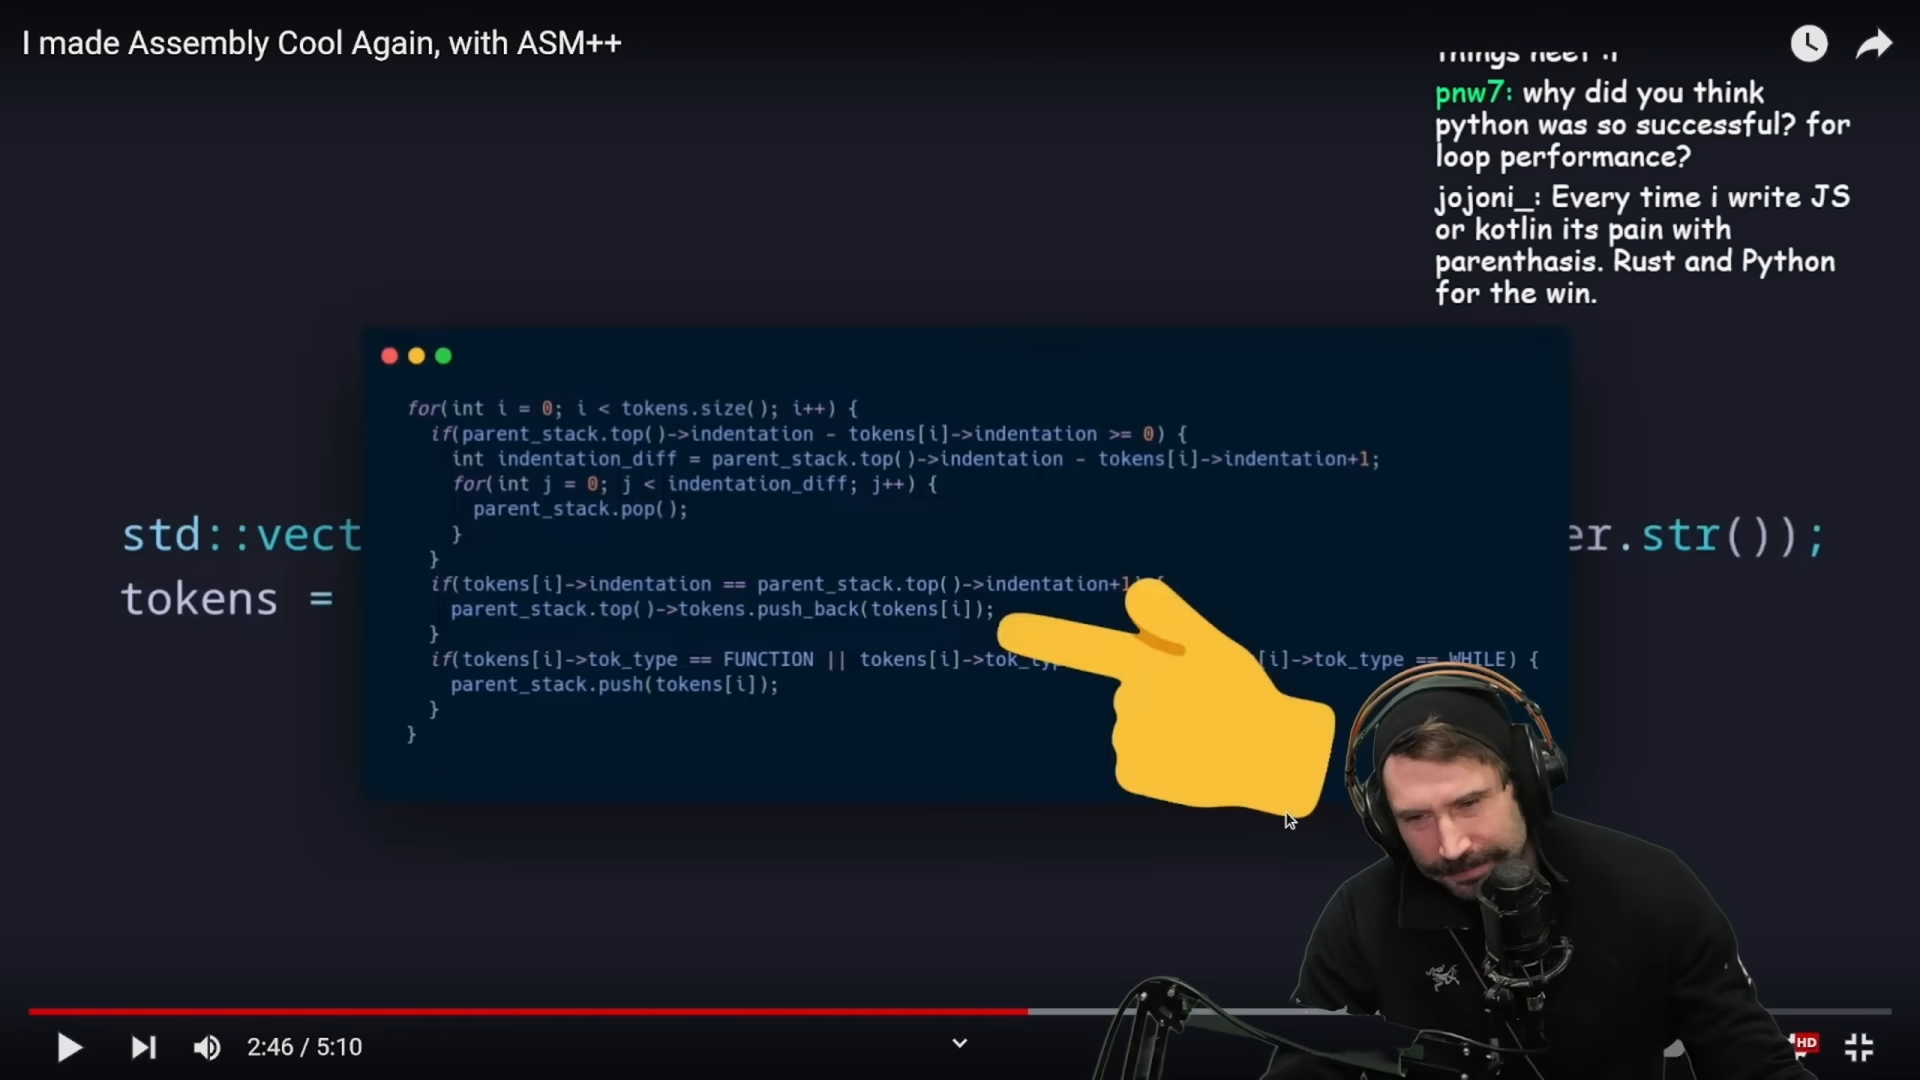 I made Assembly Cool Again, with ASM++
pnw7: why did you think
python was so successful? for
loop performance?
jojoni_: Every time i write JS
or kotlin its pain with
parenthasis. Rust and Python
for the win.
for(int i = 0; i < tokens.size(); i++) {
if(parent_stack.top()->indentation - tokens[i]->indentation >= 0) {
int indentation_diff = parent_stack.top()->indentation - tokens[i]->indentation+1;
for(int j = 0; j < indentation_diff; j++) {
parent_stack.pop();
}
}
if(tokens[i]->indentation == parent_stack.top()->indentation+1) {
parent_stack.top()->tokens.push_back(tokens[i]);
}
if(tokens[i]->tok_type == FUNCTION || tokens[i]->tok_ty [i]->tok_type == WHILE) {
parent_stack.push(tokens[i]);
}
}
std::vect er.str());
tokens =
2:46 / 5:10
HD